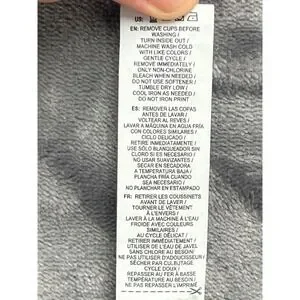 US:
EN: REMOVE CUPS BEFORE
WASHING /
TURN INSIDE OUT /
MACHINE WASH COLD
WITH LIKE COLORS /
GENTLE CYCLE /
REMOVE IMMEDIATELY /
ONLY NON-CHLORINE
BLEACH WHEN NEEDED /
DO NOT USE SOFTENER /
TUMBLE DRY LOW /
COOL IRON AS NEEDED /
DO NOT IRON PRINT
ES: REMOVER LAS COPAS
ANTES DE LAVAR /
VOLTEAR AL REVES /
LAVAR A MÁQUINA EN AGUA FRÍA
CON COLORES SIMILARES /
CICLO DELICADO /
RETIRE INMEDIATAMENTE /
USE SÓLO BLANQUEADOR SIN
CLORO SI ES NECESARIO /
NO USAR SUAVIZANTES /
SECAR EN SECADORA
A TEMPERATURA BAJA /
PLANCHA FRÍA CUANDO
SEA NECESARIO /
NO PLANCHAR EN ESTAMPADO
FR: RETIRER LES COUSSINETS
AVANT DE LAVER /
TOURNER LE VÊTEMENT
À L'ENVERS /
LAVER À LA MACHINE À L'EAU
FROIDE AVEC COULEURS
SIMILAIRES /
AU CYCLE DÉLICAT /
RETIRER IMMÉDIATEMENT /
UTILISER DE L'EAU DE JAVEL
SANS CHLORE AU BESOIN /
NE PAS UTILISER D'ADOUCISSEUR /
SÉCHER PAR CULBUTAGE
CYCLE DOUX /
REPASSER AU FER À BASSE
TEMPÉRATURE AU BESOIN /
NE PAS REPASSER L'IMPRIMÉ